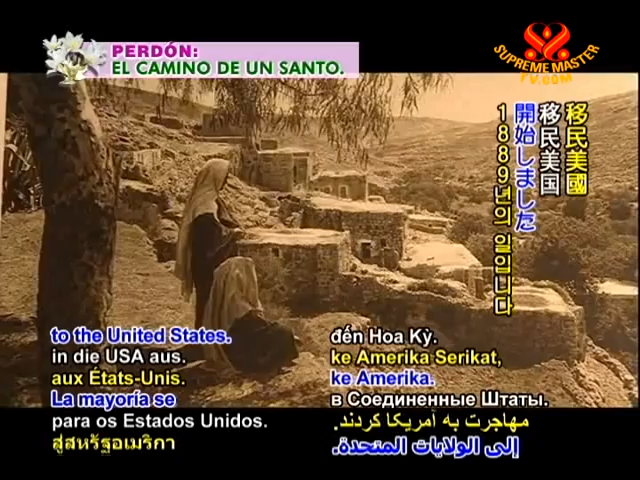 PERDÓN:
EL CAMINO DE UN SANTO.
SUPREME MASTER
TV.COM
移民美國
移民美国
開始しました
1889년의 일입니다
to the United States.
in die USA aus.
aux États-Unis.
La mayoría se
para os Estados Unidos.
สู่สหรัฐอเมริกา
đến Hoa Kỳ.
ke Amerika Serikat,
ke Amerika.
в Соединенные Штаты.
مهاجرت به آمریکا کردند.
إلى الولايات المتحدة.